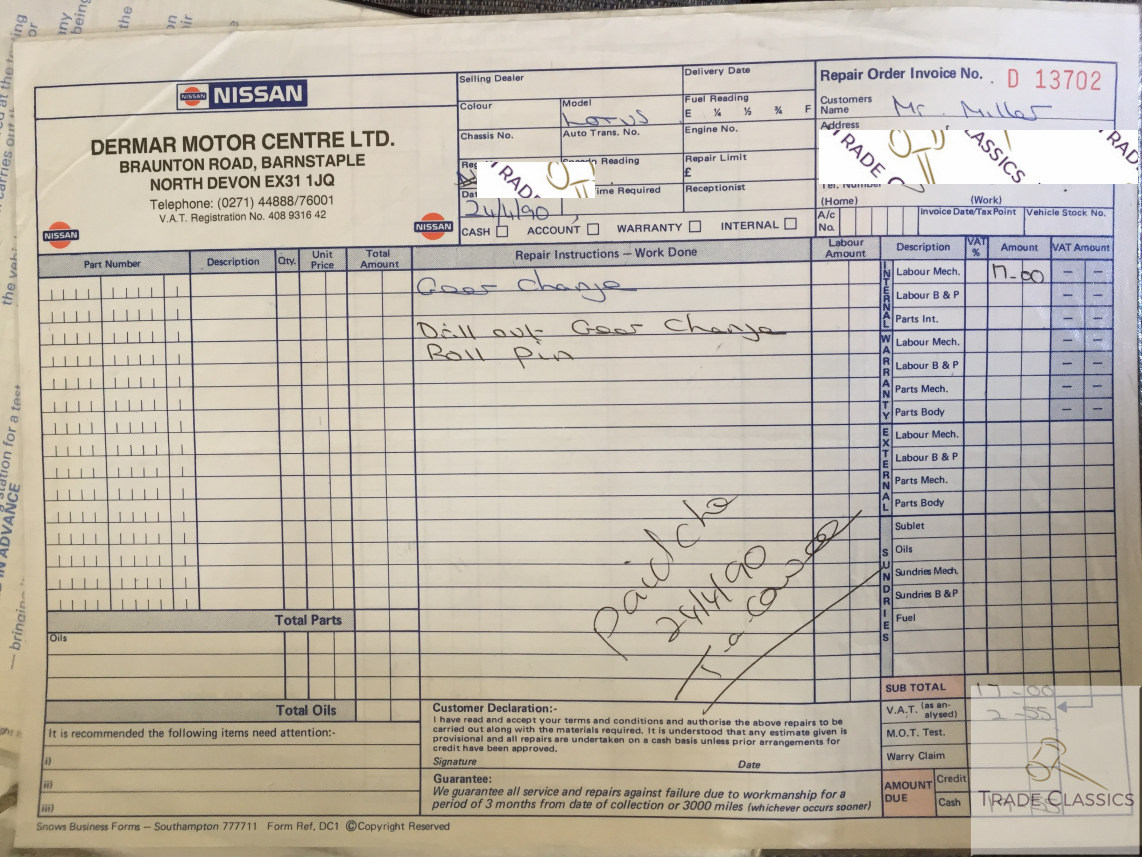 NISSAN
DERMAR MOTOR CENTRE LTD.
BRAUNTON ROAD, BARNSTAPLE
NORTH DEVON EX31 1JQ
Telephone: (0271) 44888/76001
V.A.T. Registration No. 408 9316 42
NISSAN
NISSAN
Selling Dealer
Delivery Date
Colour
Model
Lotus
Fuel Reading
E ¼ ½ ¾ F
Chassis No.
Auto Trans. No.
Engine No.
Reading
Repair Limit
£
Time Required
Receptionist
24/4/90
CASH
ACCOUNT
WARRANTY
INTERNAL
Repair Order Invoice No. D 13702
Customers Name Mr. Miller
Address
TRADE CLASSICS
(Home)
(Work)
A/c No.
Invoice Date/Tax Point
Vehicle Stock No.
Part Number
Description
Qty.
Unit Price
Total Amount
Repair Instructions — Work Done
Labour Amount
Description
VAT %
Amount
VAT Amount
Gear Change
Drill out Gear Change
Roll pin
INTERNAL
Labour Mech. 17-00
Labour B & P
Parts Int.
WARRANTY
Labour Mech.
Labour B & P
Parts Mech.
Parts Body
EXTERNAL
Labour Mech.
Labour B & P
Parts Mech.
Parts Body
SUNDRIES
Sublet
Oils
Sundries Mech.
Sundries B & P
Fuel
Paid
24/4/90
Total Parts
Oils
Total Oils
It is recommended the following items need attention:-
i)
ii)
iii)
Customer Declaration:-
I have read and accept your terms and conditions and authorise the above repairs to be
carried out along with the materials required. It is understood that any estimate given is
provisional and all repairs are undertaken on a cash basis unless prior arrangements for
credit have been approved.
Signature
Date
Guarantee:
We guarantee all service and repairs against failure due to workmanship for a
period of 3 months from date of collection or 3000 miles (whichever occurs sooner)
SUB TOTAL 17-00
V.A.T. (as an-alysed) 2-55
M.O.T. Test.
Warry Claim
AMOUNT DUE
Credit
Cash
TRADE CLASSICS
Snows Business Forms — Southampton 777711 Form Ref, DC1 ©Copyright Reserved